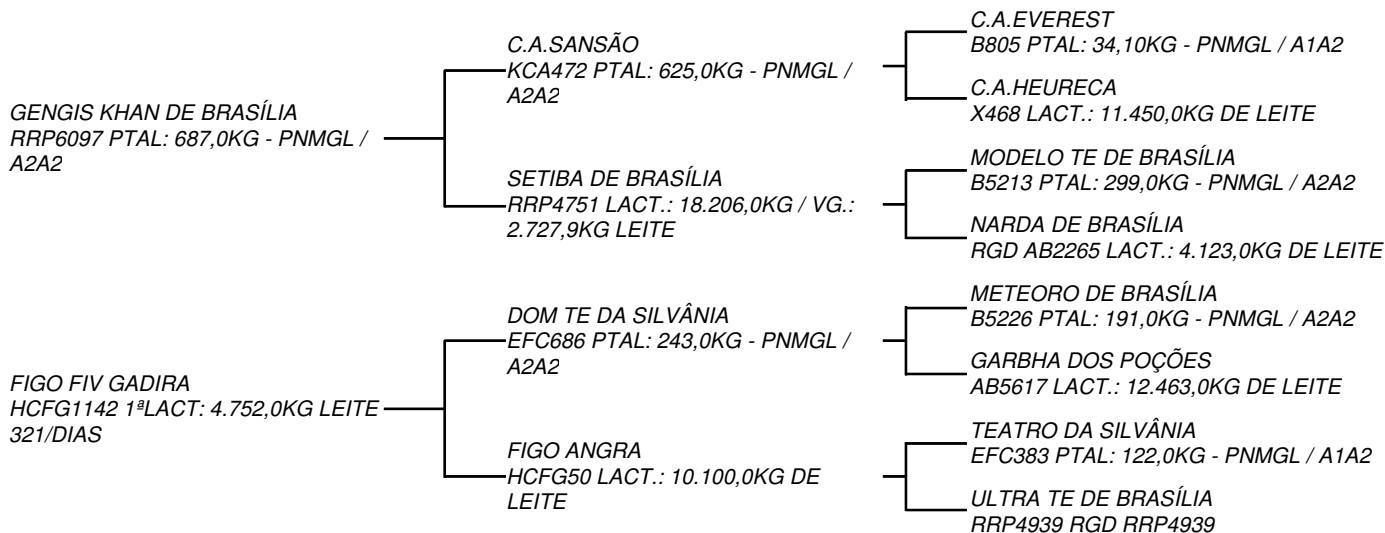 GENGIS KHAN DE BRASÍLIA
RRP6097 PTAL: 687,0KG - PNMGL /
A2A2
C.A.SANSÃO
KCA472 PTAL: 625,0KG - PNMGL /
A2A2
C.A.EVEREST
B805 PTAL: 34,10KG - PNMGL / A1A2
C.A.HEURECA
X468 LACT.: 11.450,0KG DE LEITE
SETIBA DE BRASÍLIA
RRP4751 LACT.: 18.206,0KG / VG.:
2.727,9KG LEITE
MODELO TE DE BRASÍLIA
B5213 PTAL: 299,0KG - PNMGL / A2A2
NARDA DE BRASÍLIA
RGD AB2265 LACT.: 4.123,0KG DE LEITE
FIGO FIV GADIRA
HCFG1142 1ªLACT: 4.752,0KG LEITE
321/DIAS
DOM TE DA SILVÂNIA
EFC686 PTAL: 243,0KG - PNMGL /
A2A2
METEORO DE BRASÍLIA
B5226 PTAL: 191,0KG - PNMGL / A2A2
GARBHA DOS POÇÕES
AB5617 LACT.: 12.463,0KG DE LEITE
FIGO ANGRA
HCFG50 LACT.: 10.100,0KG DE
LEITE
TEATRO DA SILVÂNIA
EFC383 PTAL: 122,0KG - PNMGL / A1A2
ULTRA TE DE BRASÍLIA
RRP4939 RGD RRP4939